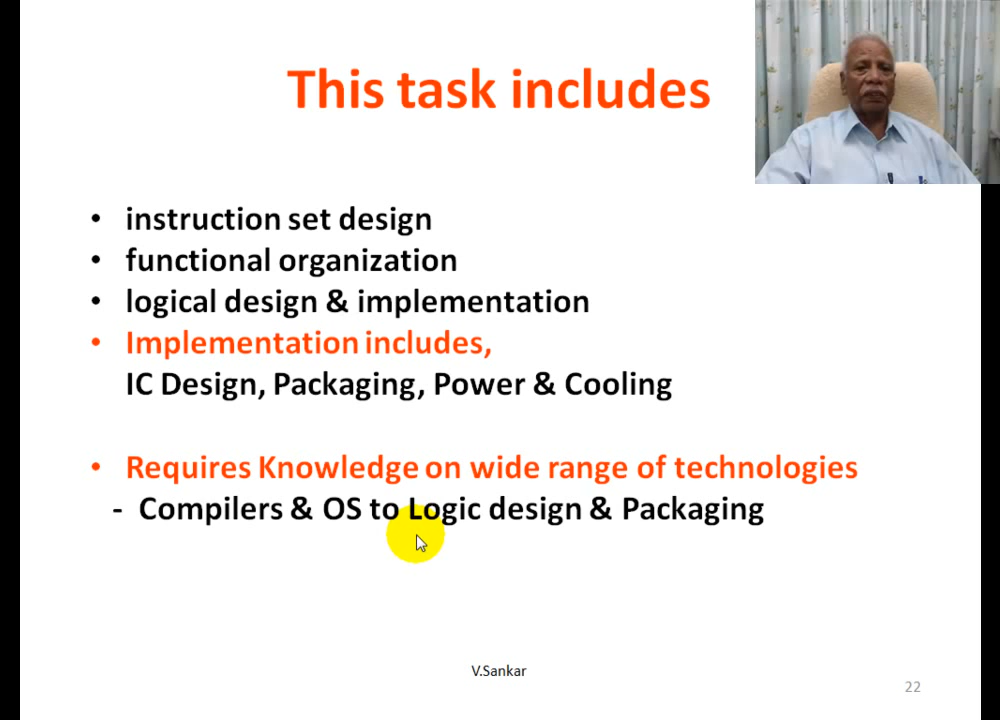 This task includes
• instruction set design
• functional organization
• logical design & implementation
• Implementation includes,
IC Design, Packaging, Power & Cooling
• Requires Knowledge on wide range of technologies
- Compilers & OS to Logic design & Packaging
V.Sankar
22